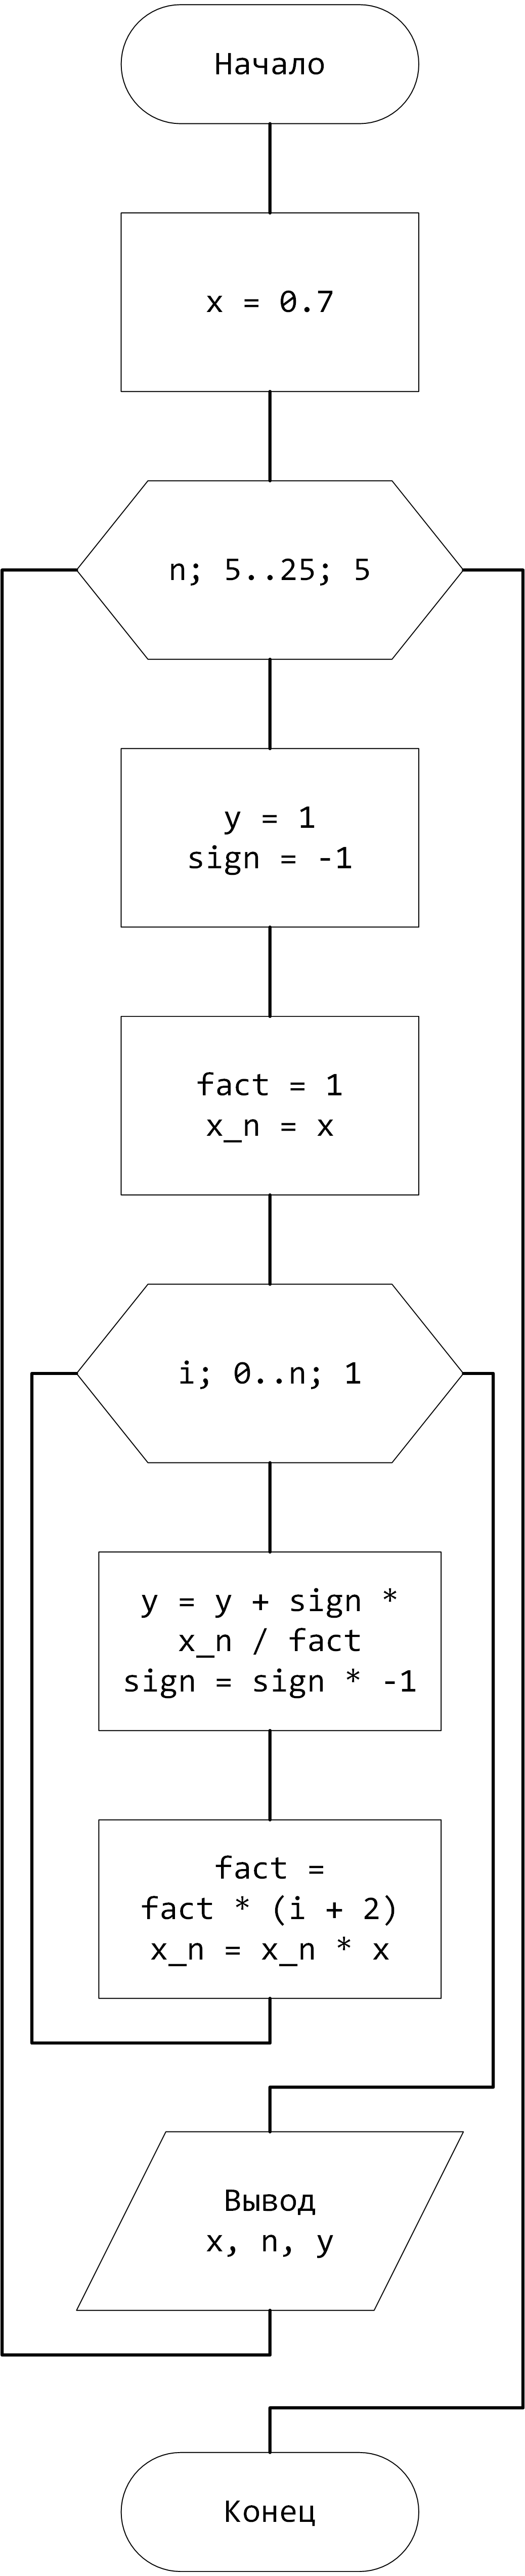 Начало
x = 0.7
n; 5..25; 5
y = 1
sign = -1
fact = 1
x_n = x
i; 0..n; 1
y = y + sign *
x_n / fact
sign = sign * -1
fact =
fact * (i + 2)
x_n = x_n * x
Вывод
x, n, y
Конец